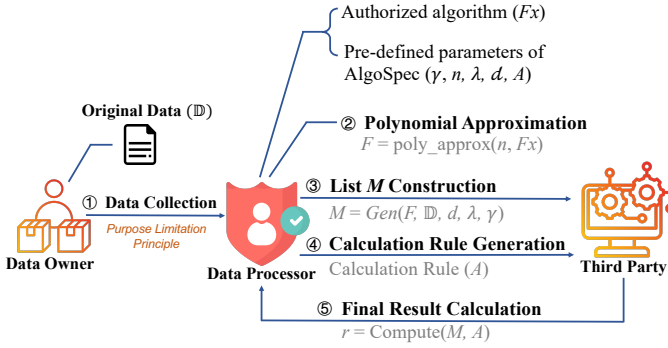 Authorized algorithm (Fx)
Pre-defined parameters of
AlgoSpec (γ, n, λ, d, A)
Original Data (𝔻)
② Polynomial Approximation
F = poly_approx(n, Fx)
① Data Collection
Purpose Limitation
Principle
③ List M Construction
M = Gen(F, 𝔻, d, λ, γ)
④ Calculation Rule Generation
Calculation Rule (A)
Data Owner
Data Processor
Third Party
⑤ Final Result Calculation
r = Compute(M, A)